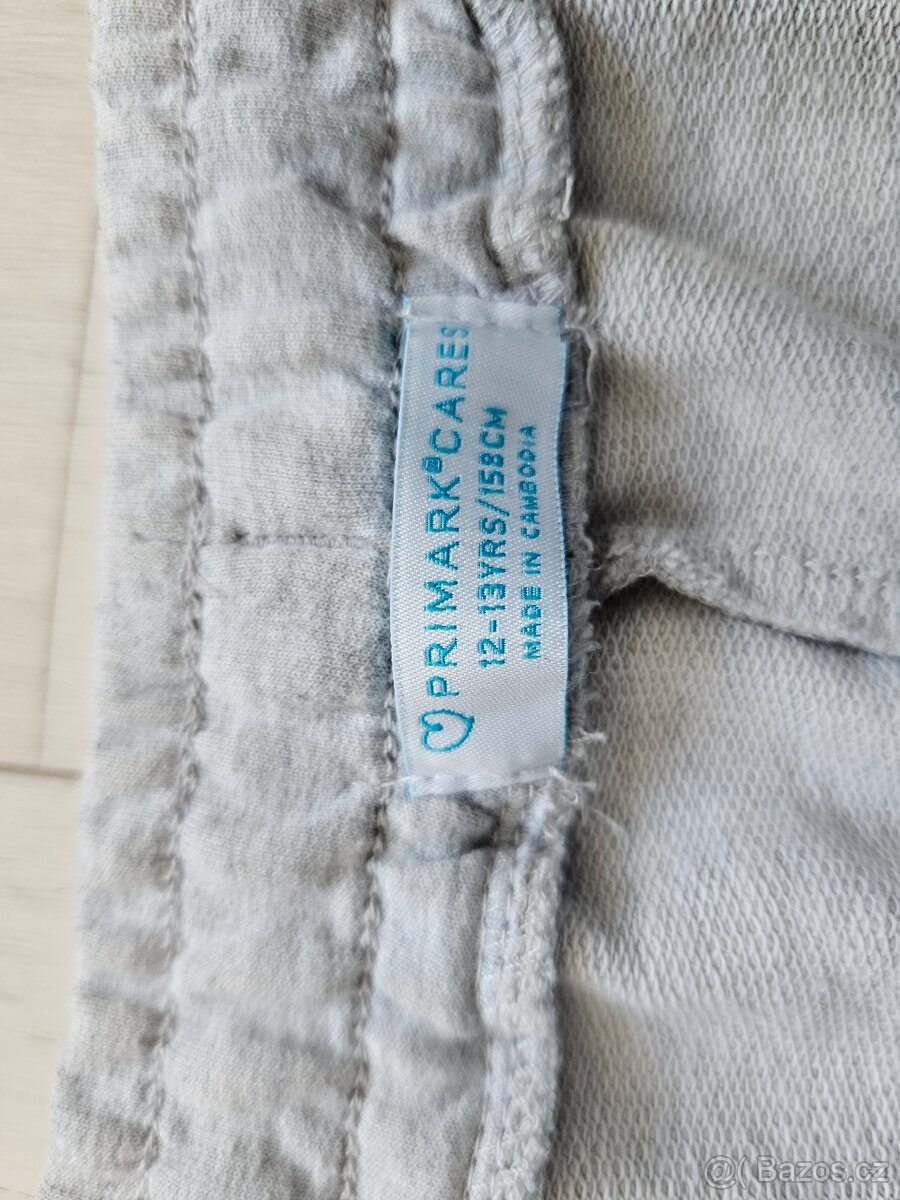 PRIMARK®CARES
12-13YRS/158CM
MADE IN CAMBODIA
@( Bazos.cz